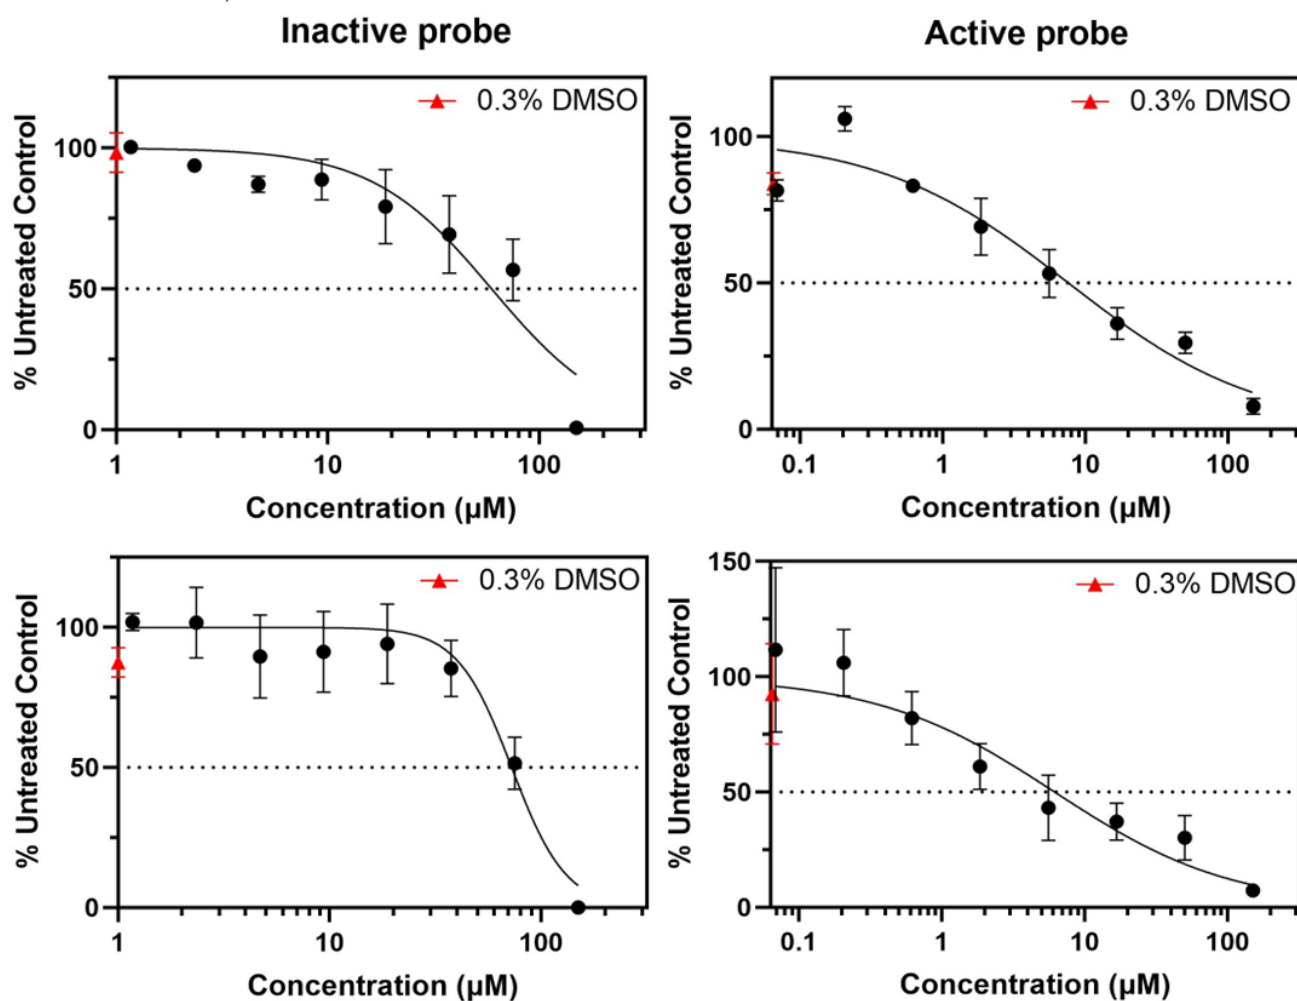 Inactive probe
Active probe
0.3% DMSO
% Untreated Control
100
50
0
1
10
100
Concentration (µM)
0.3% DMSO
% Untreated Control
100
50
0
0.1
1
10
100
Concentration (µM)
0.3% DMSO
% Untreated Control
100
50
0
1
10
100
Concentration (µM)
0.3% DMSO
% Untreated Control
150
100
50
0
0.1
1
10
100
Concentration (µM)